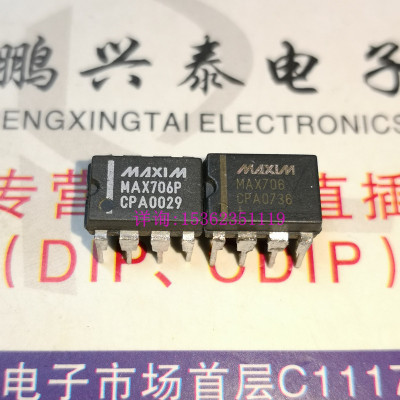 鹏兴泰电子
PENGXINGTAI ELECTRONICS
MAXIM
MAX706P
CPA0029
MAXIM
MAX706
CPA0736
专营
直插
(DIP、CDIP)
电子市场首层C1117